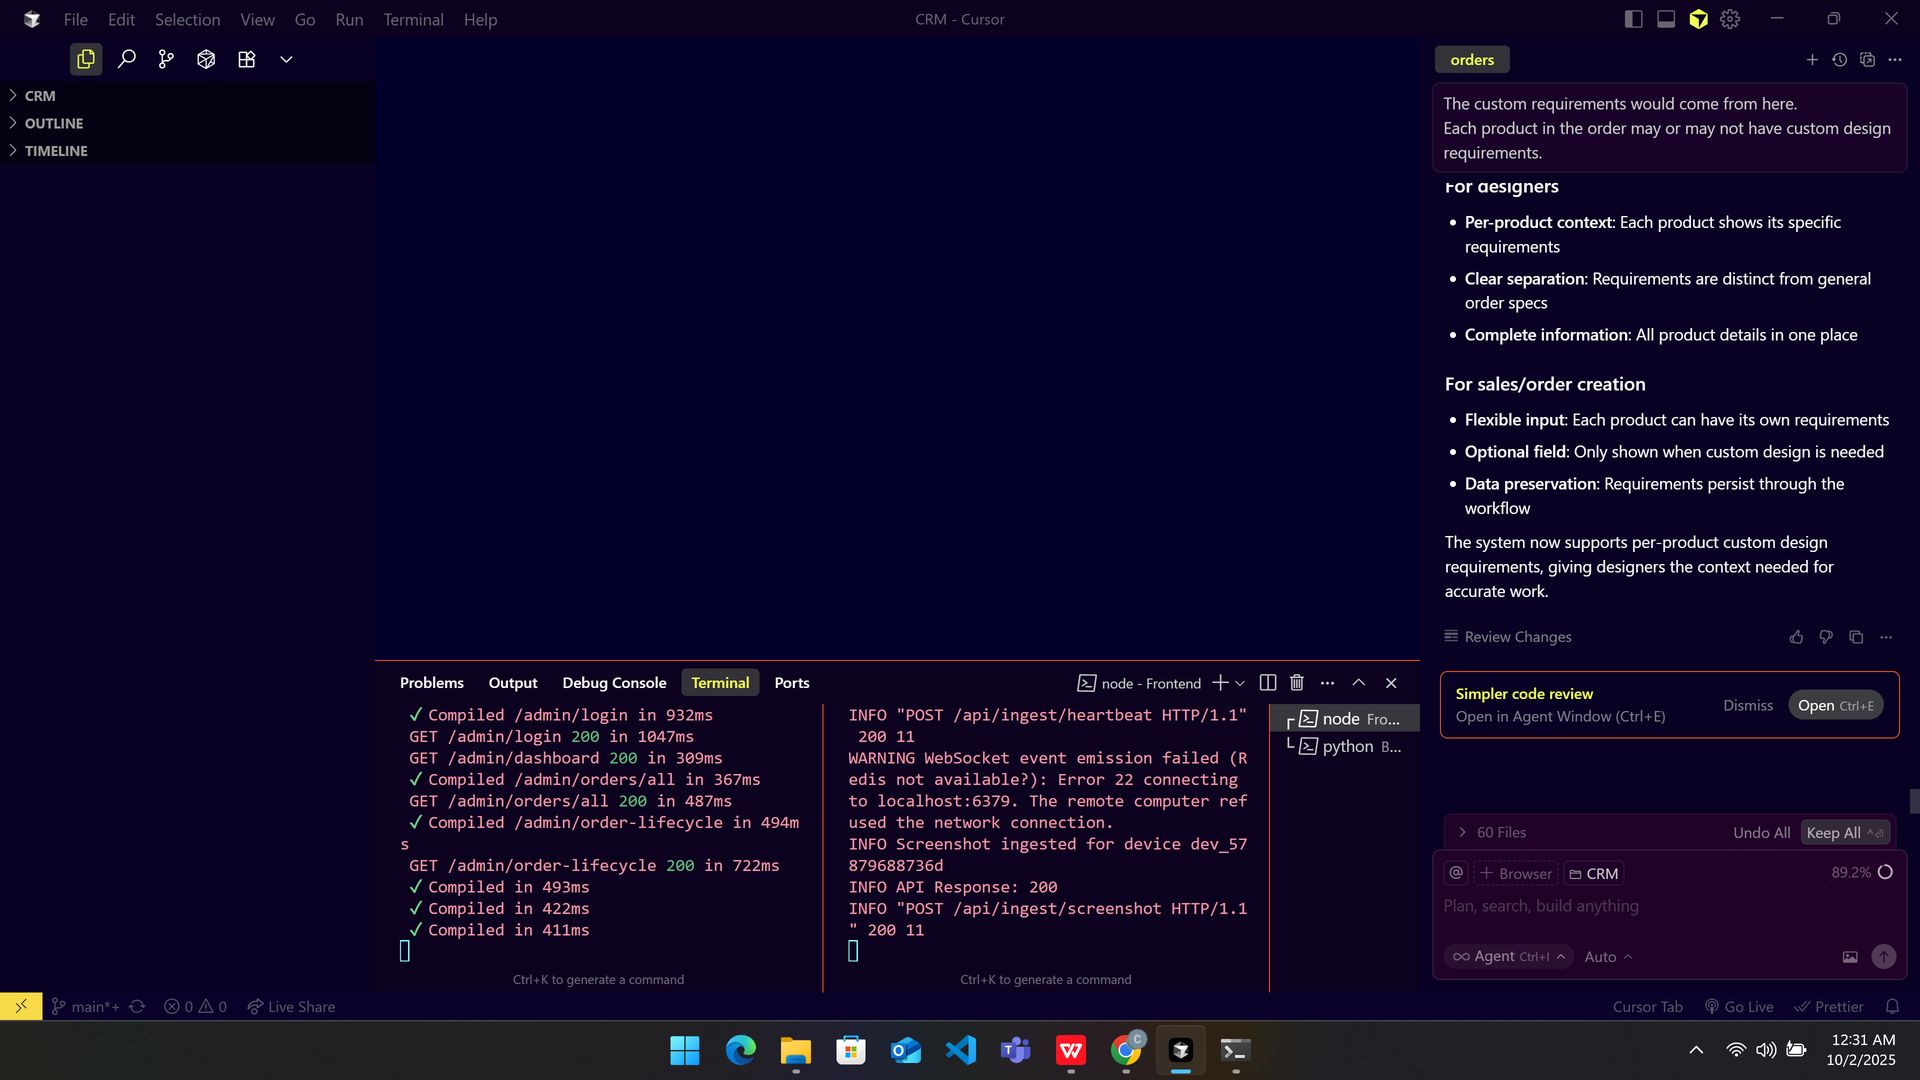 File Edit Selection View Go Run Terminal Help
CRM - Cursor
CRM
OUTLINE
TIMELINE
orders
The custom requirements would come from here.
Each product in the order may or may not have custom design
requirements.
For designers
Per-product context: Each product shows its specific
requirements
Clear separation: Requirements are distinct from general
order specs
Complete information: All product details in one place
For sales/order creation
Flexible input: Each product can have its own requirements
Optional field: Only shown when custom design is needed
Data preservation: Requirements persist through the
workflow
The system now supports per-product custom design
requirements, giving designers the context needed for
accurate work.
Review Changes
Simpler code review
Open in Agent Window (Ctrl+E)
Dismiss
Open Ctrl+E
60 Files
Undo All
Keep All
@
Browser
CRM
89.2%
Plan, search, build anything
Agent Ctrl+I
Auto
Problems Output Debug Console Terminal Ports
node - Frontend
✓ Compiled /admin/login in 932ms
GET /admin/login 200 in 1047ms
GET /admin/dashboard 200 in 309ms
✓ Compiled /admin/orders/all in 367ms
GET /admin/orders/all 200 in 487ms
✓ Compiled /admin/order-lifecycle in 494m
s
GET /admin/order-lifecycle 200 in 722ms
✓ Compiled in 493ms
✓ Compiled in 422ms
✓ Compiled in 411ms
Ctrl+K to generate a command
INFO "POST /api/ingest/heartbeat HTTP/1.1"
200 11
WARNING WebSocket event emission failed (R
edis not available?): Error 22 connecting
to localhost:6379. The remote computer ref
used the network connection.
INFO Screenshot ingested for device dev_57
879688736d
INFO API Response: 200
INFO "POST /api/ingest/screenshot HTTP/1.1
" 200 11
Ctrl+K to generate a command
node Fro...
python B...
main*+
0
0
Live Share
Cursor Tab
Go Live
Prettier
C
12:31 AM
10/2/2025